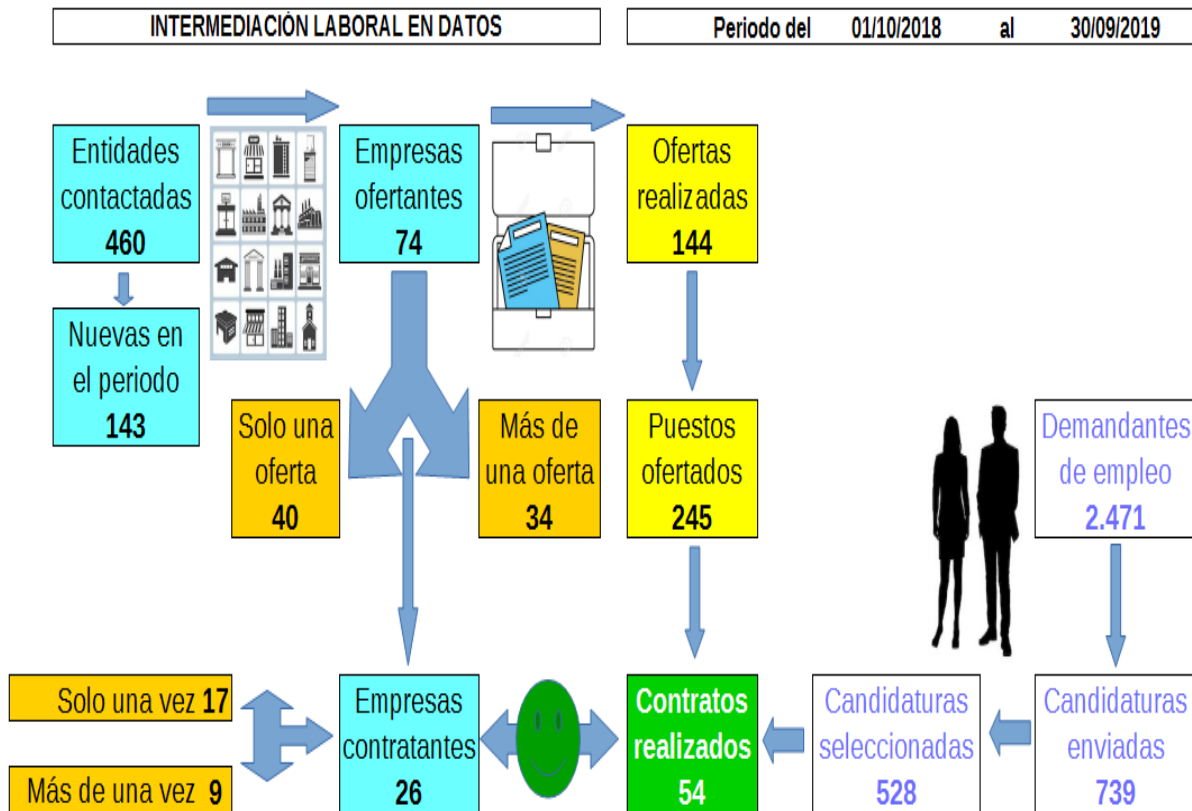 INTERMEDIACIÓN LABORAL EN DATOS
Periodo del 01/10/2018 al 30/09/2019
Entidades
contactadas
460
Empresas
ofertantes
74
Ofertas
realizadas
144
Nuevas en
el periodo
143
Solo una
oferta
40
Más de
una oferta
34
Puestos
ofertados
245
Demandantes
de empleo
2.471
Solo una vez 17
Más de una vez 9
Empresas
contratantes
26
Contratos
realizados
54
Candidaturas
seleccionadas
528
Candidaturas
enviadas
739